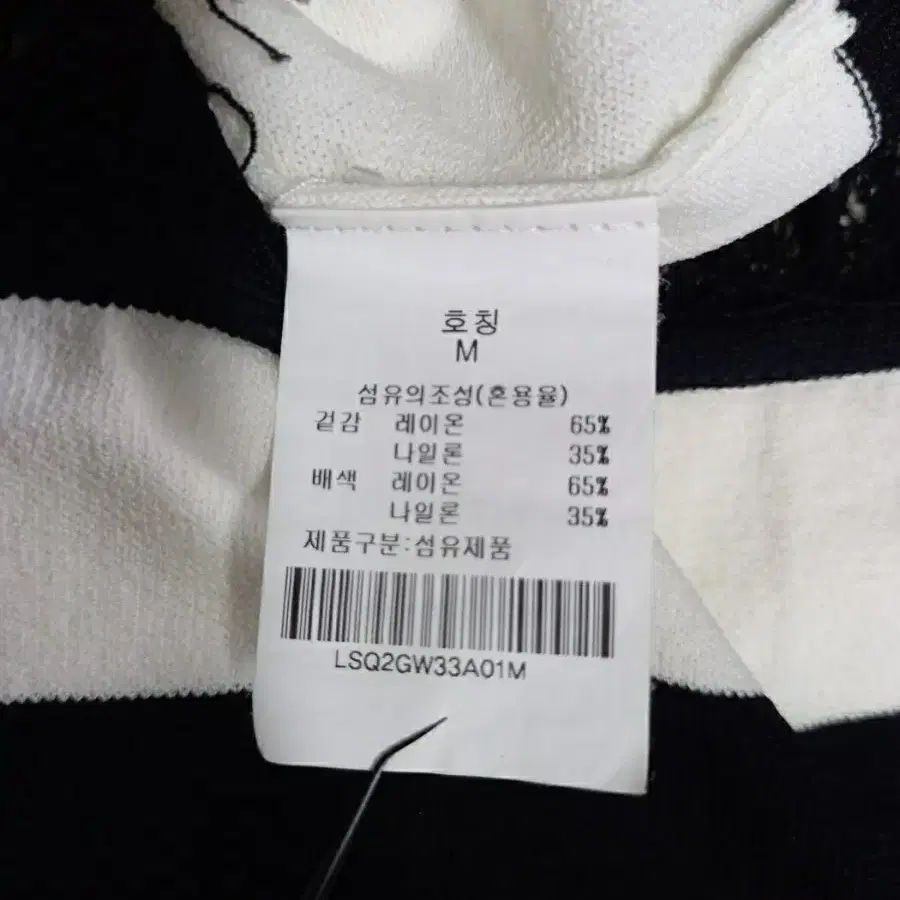 호칭
M
섬유의조성(혼용율)
겉감 레이온 65%
나일론 35%
배색 레이온 65%
나일론 35%
제품구분:섬유제품
LSQ2GW33A01M